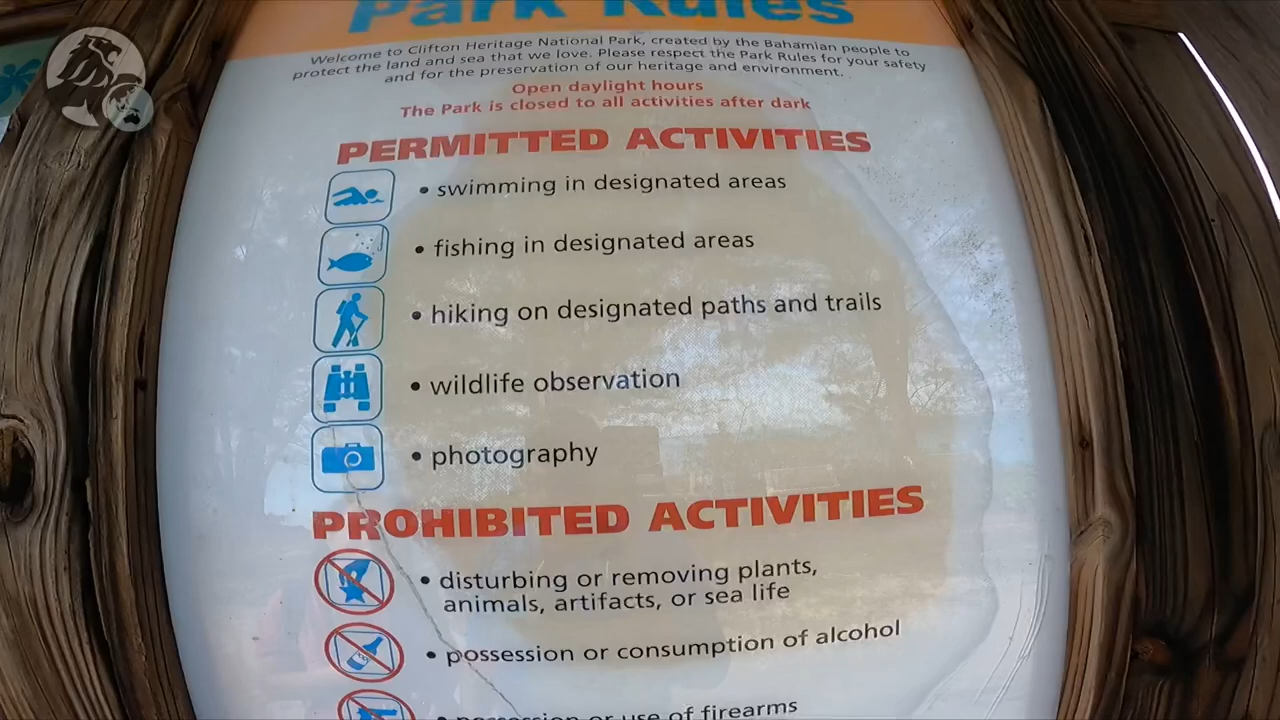 Park Rules
Welcome to Clifton Heritage National Park, created by the Bahamian people to
protect the land and sea that we love. Please respect the Park Rules for your safety
and for the preservation of our heritage and environment.
Open daylight hours
The Park is closed to all activities after dark
PERMITTED ACTIVITIES
• swimming in designated areas
• fishing in designated areas
• hiking on designated paths and trails
• wildlife observation
• photography
PROHIBITED ACTIVITIES
• disturbing or removing plants,
animals, artifacts, or sea life
• possession or consumption of alcohol
• possession or use of firearms